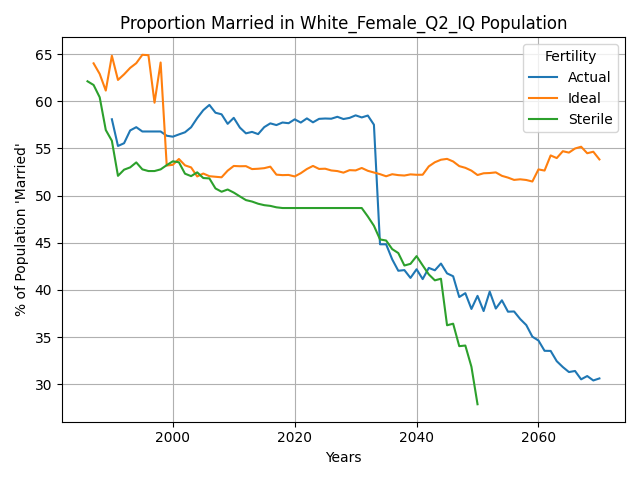 Proportion Married in White_Female_Q2_IQ Population
% of Population 'Married'
65
60
55
50
45
40
35
30
2000
2020
2040
2060
Years
Fertility
Actual
Ideal
Sterile